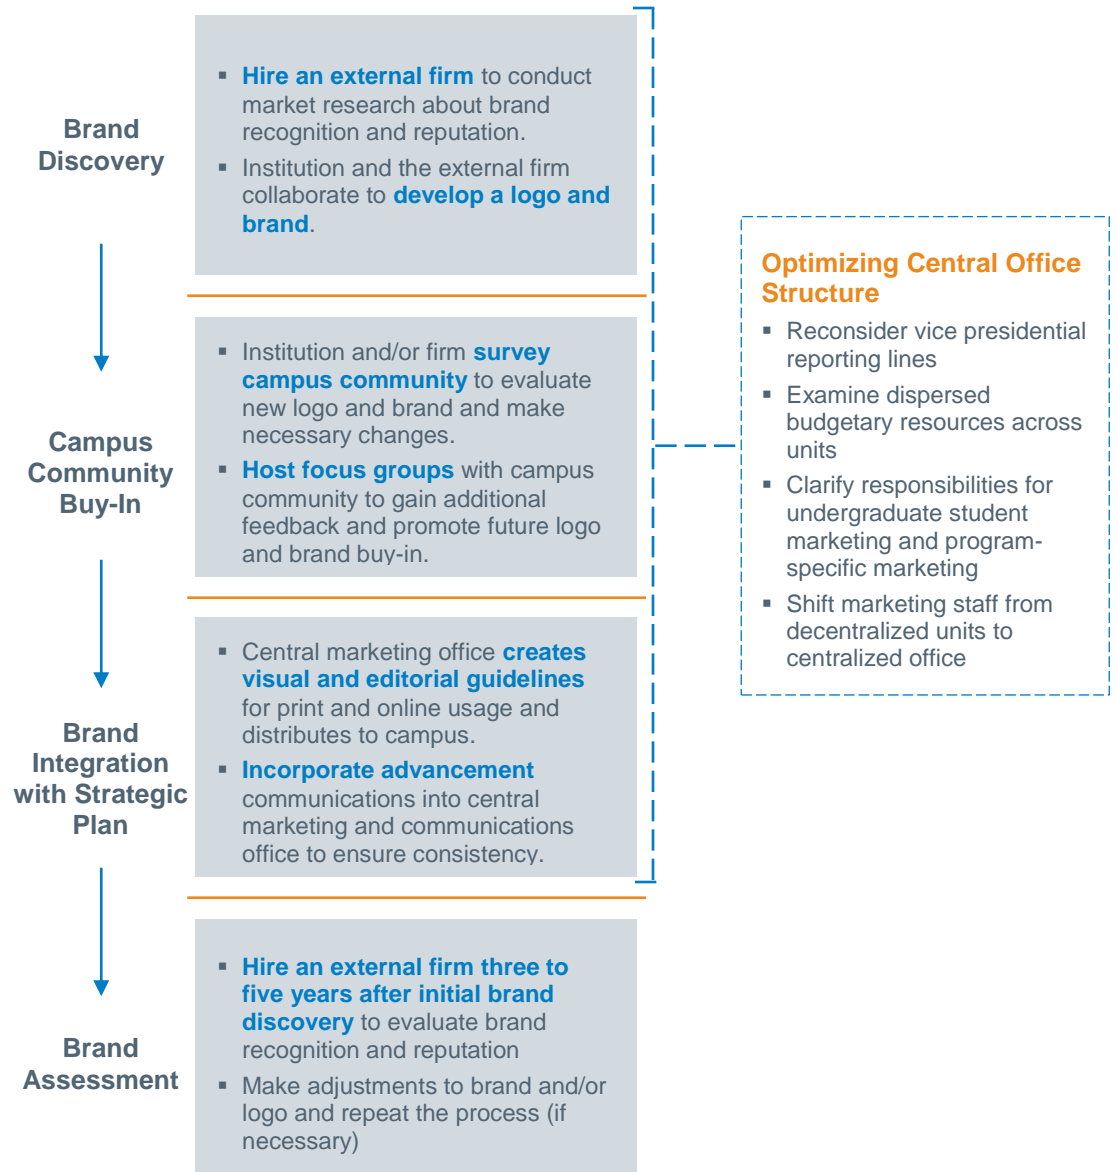 Brand
Discovery
▪ Hire an external firm to conduct
market research about brand
recognition and reputation.
▪ Institution and the external firm
collaborate to develop a logo and
brand.
Campus
Community
Buy-In
▪ Institution and/or firm survey
campus community to evaluate
new logo and brand and make
necessary changes.
▪ Host focus groups with campus
community to gain additional
feedback and promote future logo
and brand buy-in.
Brand
Integration
with Strategic
Plan
▪ Central marketing office creates
visual and editorial guidelines
for print and online usage and
distributes to campus.
▪ Incorporate advancement
communications into central
marketing and communications
office to ensure consistency.
Brand
Assessment
▪ Hire an external firm three to
five years after initial brand
discovery to evaluate brand
recognition and reputation
▪ Make adjustments to brand and/or
logo and repeat the process (if
necessary)
Optimizing Central Office
Structure
▪ Reconsider vice presidential
reporting lines
▪ Examine dispersed
budgetary resources across
units
▪ Clarify responsibilities for
undergraduate student
marketing and program-
specific marketing
▪ Shift marketing staff from
decentralized units to
centralized office